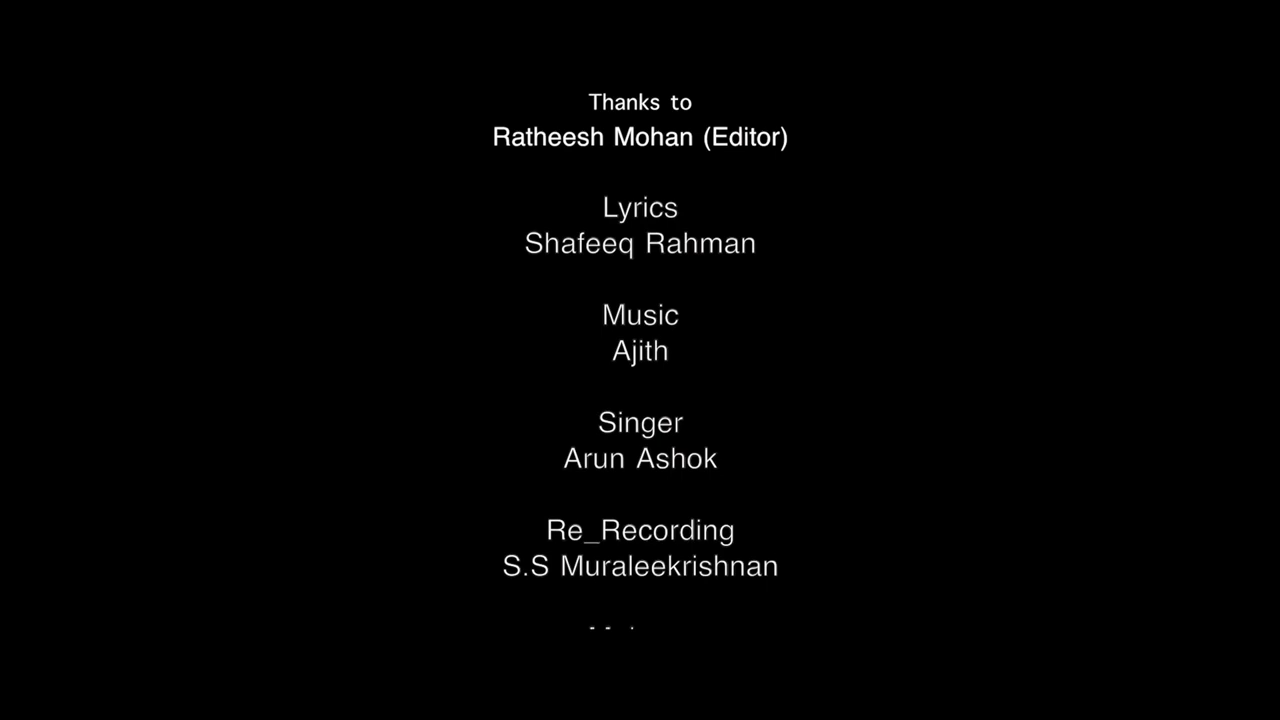 Thanks to
Ratheesh Mohan (Editor)
Lyrics
Shafeeq Rahman
Music
Ajith
Singer
Arun Ashok
Re_Recording
S.S Muraleekrishnan